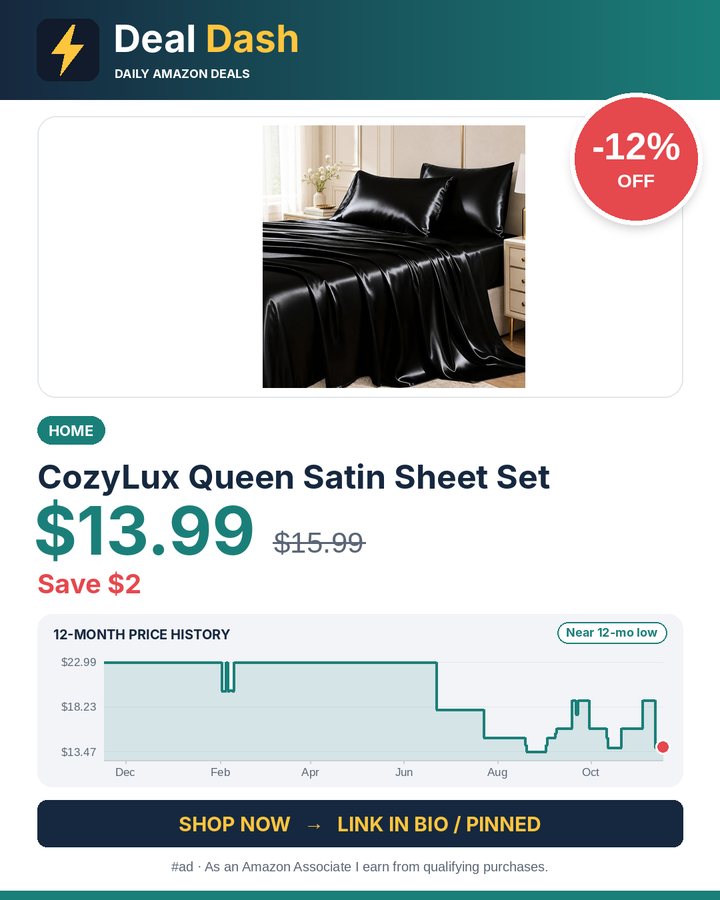 Deal Dash
DAILY AMAZON DEALS
-12%
OFF
HOME
CozyLux Queen Satin Sheet Set
$13.99 $15.99
Save $2
12-MONTH PRICE HISTORY
Near 12-mo low
$22.99
$18.23
$13.47
Dec Feb Apr Jun Aug Oct
SHOP NOW → LINK IN BIO / PINNED
#ad · As an Amazon Associate I earn from qualifying purchases.